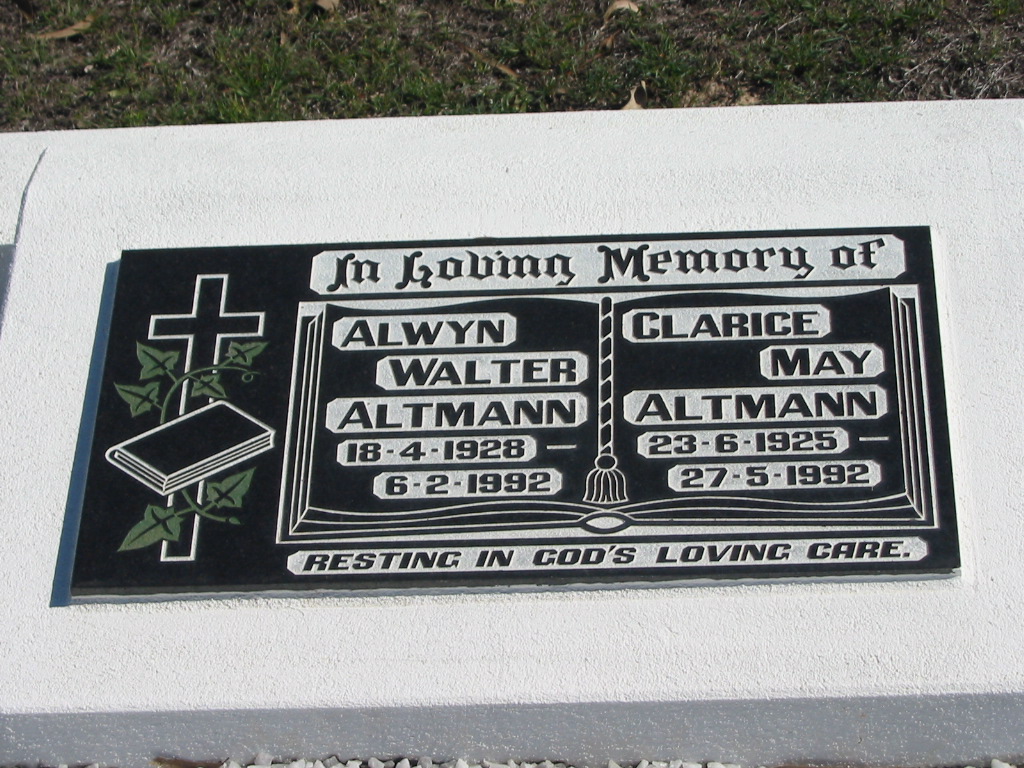 In Loving Memory of
ALWYN
WALTER
ALTMANN
18-4-1928 —
6-2-1992
CLARICE
MAY
ALTMANN
23-6-1925 —
27-5-1992
RESTING IN GOD'S LOVING CARE.